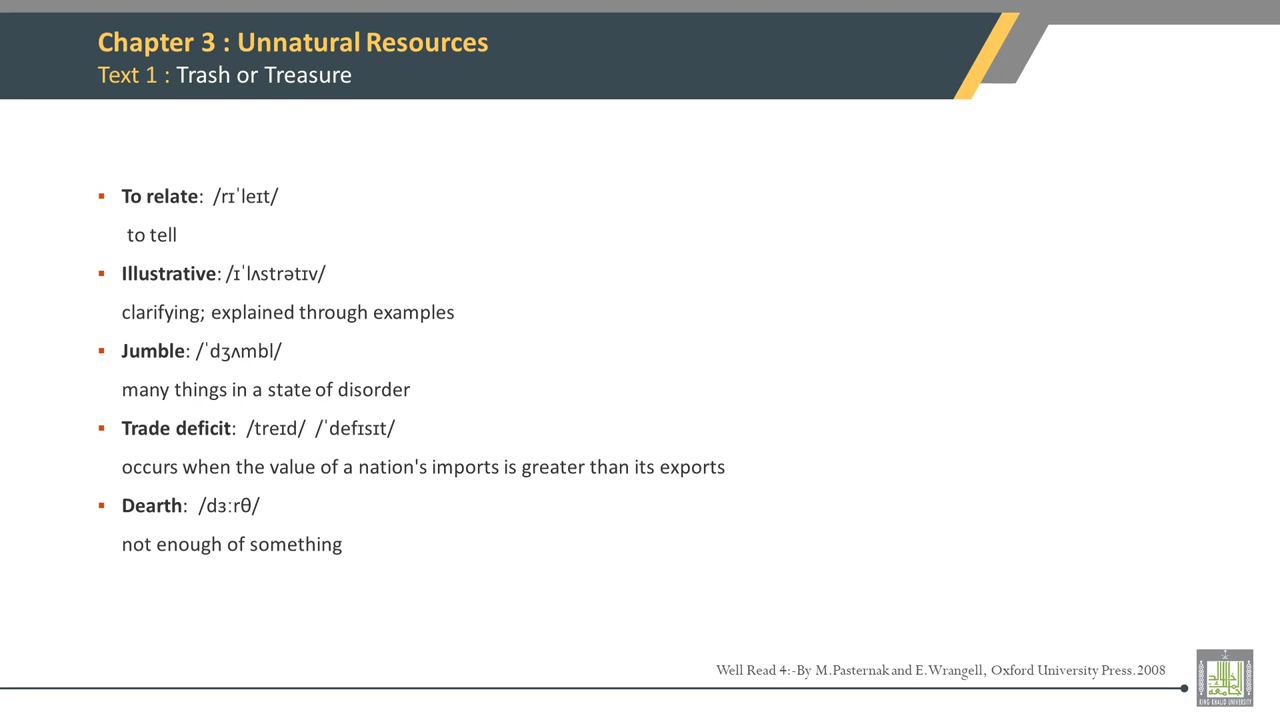 Chapter 3 : Unnatural Resources
Text 1 : Trash or Treasure
▪ To relate: /rɪˈleɪt/
to tell
▪ Illustrative: /ɪˈlʌstrətɪv/
clarifying; explained through examples
▪ Jumble: /ˈdʒʌmbl/
many things in a state of disorder
▪ Trade deficit: /treɪd/ /ˈdefɪsɪt/
occurs when the value of a nation's imports is greater than its exports
▪ Dearth: /dɜːrθ/
not enough of something
Well Read 4:-By M.Pasternak and E.Wrangell, Oxford University Press.2008
KING KHALID UNIVERSITY